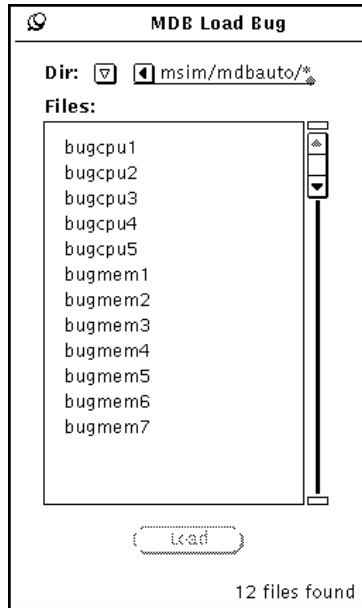 MDB Load Bug
Dir: msim/mdbauto/*
Files:
bugcpu1
bugcpu2
bugcpu3
bugcpu4
bugcpu5
bugmem1
bugmem2
bugmem3
bugmem4
bugmem5
bugmem6
bugmem7
Load
12 files found